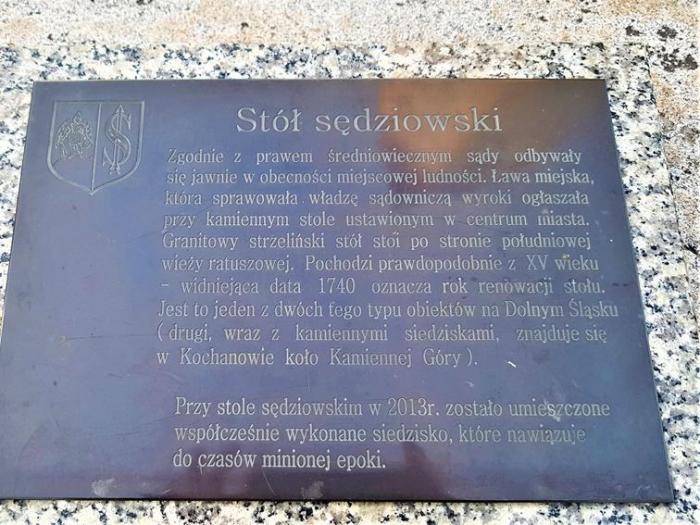 Stół sędziowski
Zgodnie z prawem średniowiecznym sądy odbywały
się jawnie w obecności miejscowej ludności. Ława miejska,
która sprawowała władzę sądowniczą wyroki ogłaszała
przy kamiennym stole ustawionym w centrum miasta.
Granitowy strzeliński stół stoi po stronie południowej
wieży ratuszowej. Pochodzi prawdopodobnie z XV wieku
- widniejąca data 1740 oznacza rok renowacji stołu.
Jest to jeden z dwóch tego typu obiektów na Dolnym Śląsku
( drugi, wraz z kamiennymi siedziskami, znajduje się
w Kochanowie koło Kamiennej Góry ).
Przy stole sędziowskim w 2013r. zostało umieszczone
współcześnie wykonane siedzisko, które nawiązuje
do czasów minionej epoki.